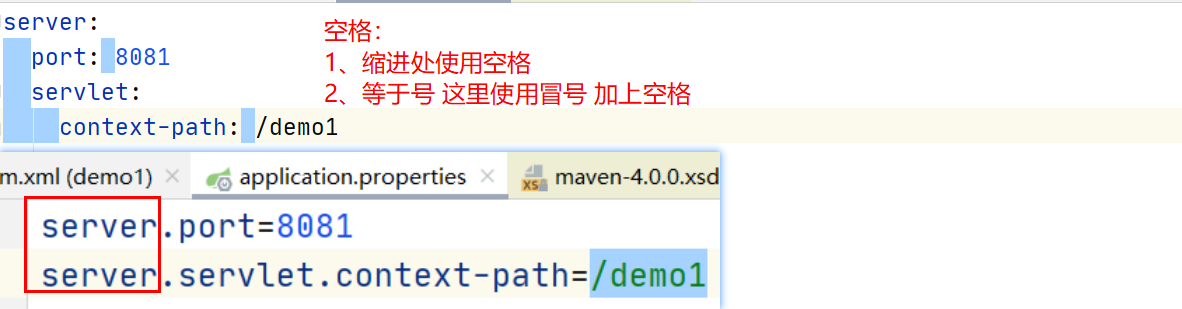 server:
port: 8081
servlet:
context-path: /demo1
空格：
1、缩进处使用空格
2、等于号 这里使用冒号 加上空格
m.xml (demo1)
application.properties
maven-4.0.0.xsd
server.port=8081
server.servlet.context-path=/demo1